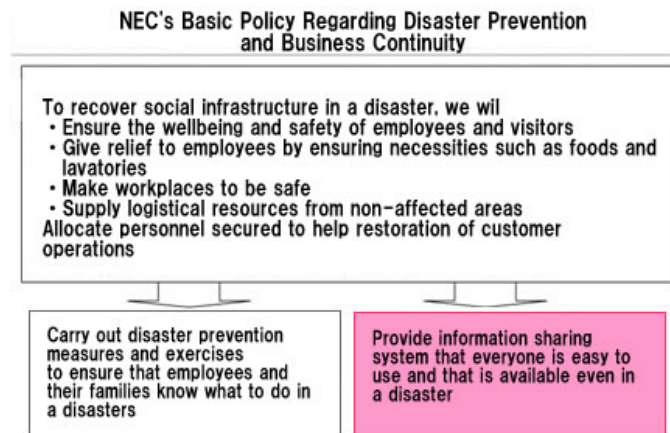 NEC's Basic Policy Regarding Disaster Prevention
and Business Continuity
To recover social infrastructure in a disaster, we wil
・Ensure the wellbeing and safety of employees and visitors
・Give relief to employees by ensuring necessities such as foods and
lavatories
・Make workplaces to be safe
・Supply logistical resources from non-affected areas
Allocate personnel secured to help restoration of customer
operations
Carry out disaster prevention
measures and exercises
to ensure that employees and
their families know what to do in
a disasters
Provide information sharing
system that everyone is easy to
use and that is available even in
a disaster